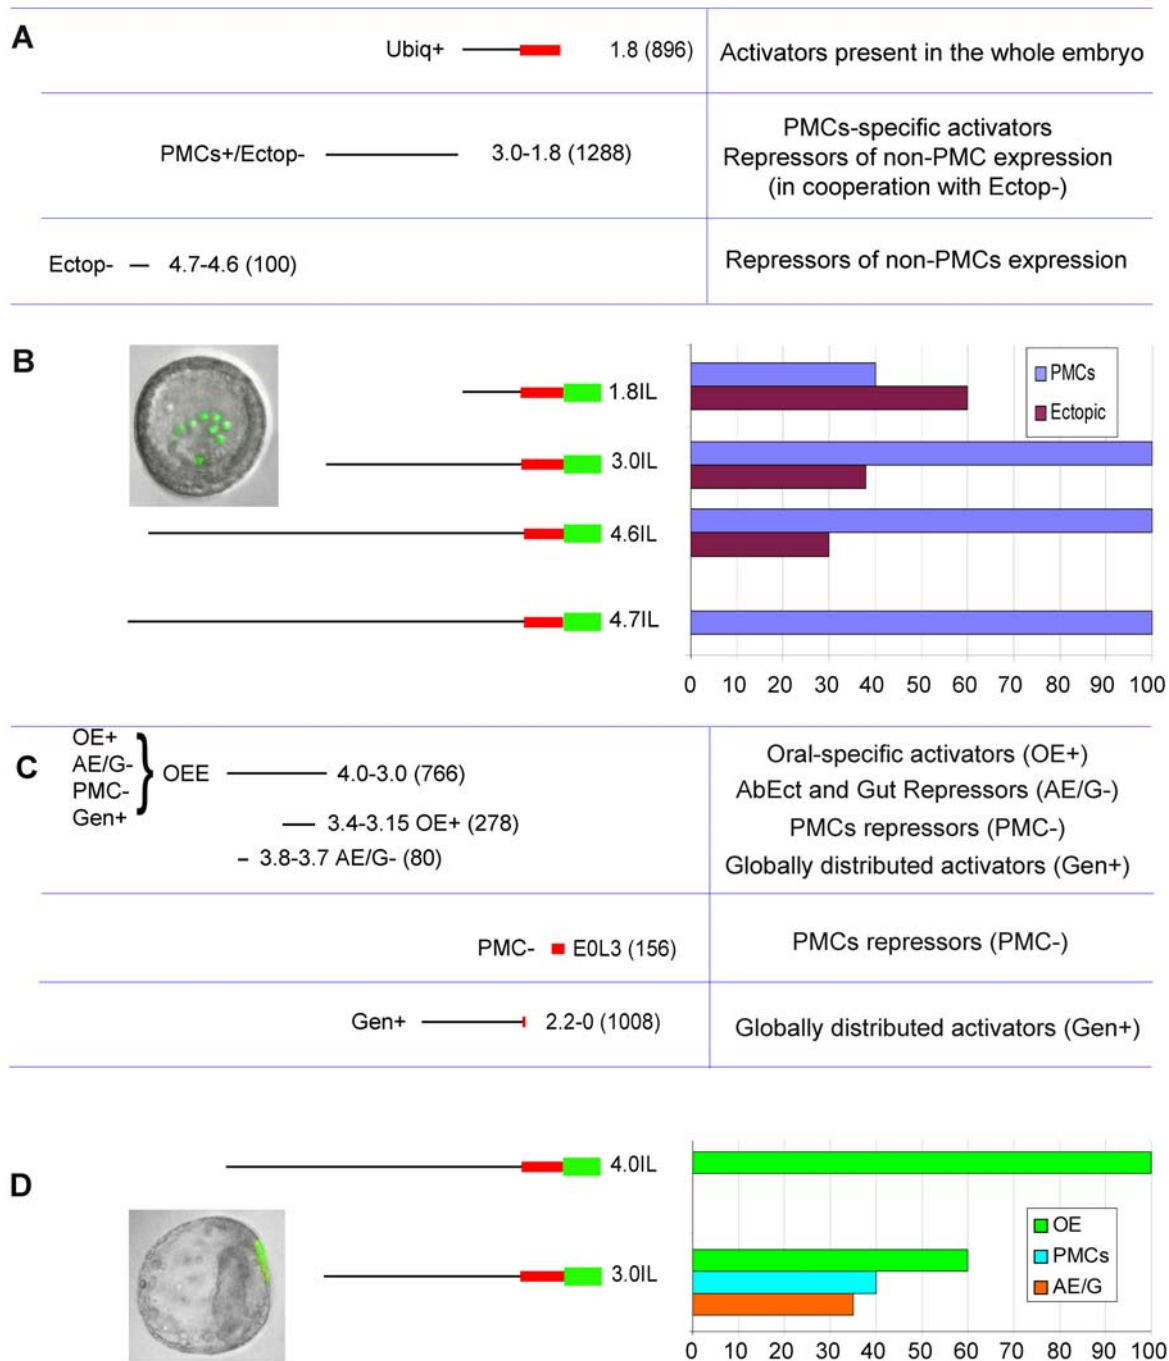 A
Ubiq+ 1.8 (896) Activators present in the whole embryo
PMCs+/Ectop- 3.0-1.8 (1288) PMCs-specific activators
Repressors of non-PMC expression
(in cooperation with Ectop-)
Ectop- 4.7-4.6 (100) Repressors of non-PMCs expression
B
1.8IL
3.0IL
4.6IL
4.7IL
PMCs
Ectopic
0 10 20 30 40 50 60 70 80 90 100
C
OE+
AE/G-
PMC-
Gen+
OEE 4.0-3.0 (766)
3.4-3.15 OE+ (278)
3.8-3.7 AE/G- (80)
Oral-specific activators (OE+)
AbEct and Gut Repressors (AE/G-)
PMCs repressors (PMC-)
Globally distributed activators (Gen+)
PMC- E0L3 (156) PMCs repressors (PMC-)
Gen+ 2.2-0 (1008) Globally distributed activators (Gen+)
D
4.0IL
3.0IL
OE
PMCs
AE/G
0 10 20 30 40 50 60 70 80 90 100